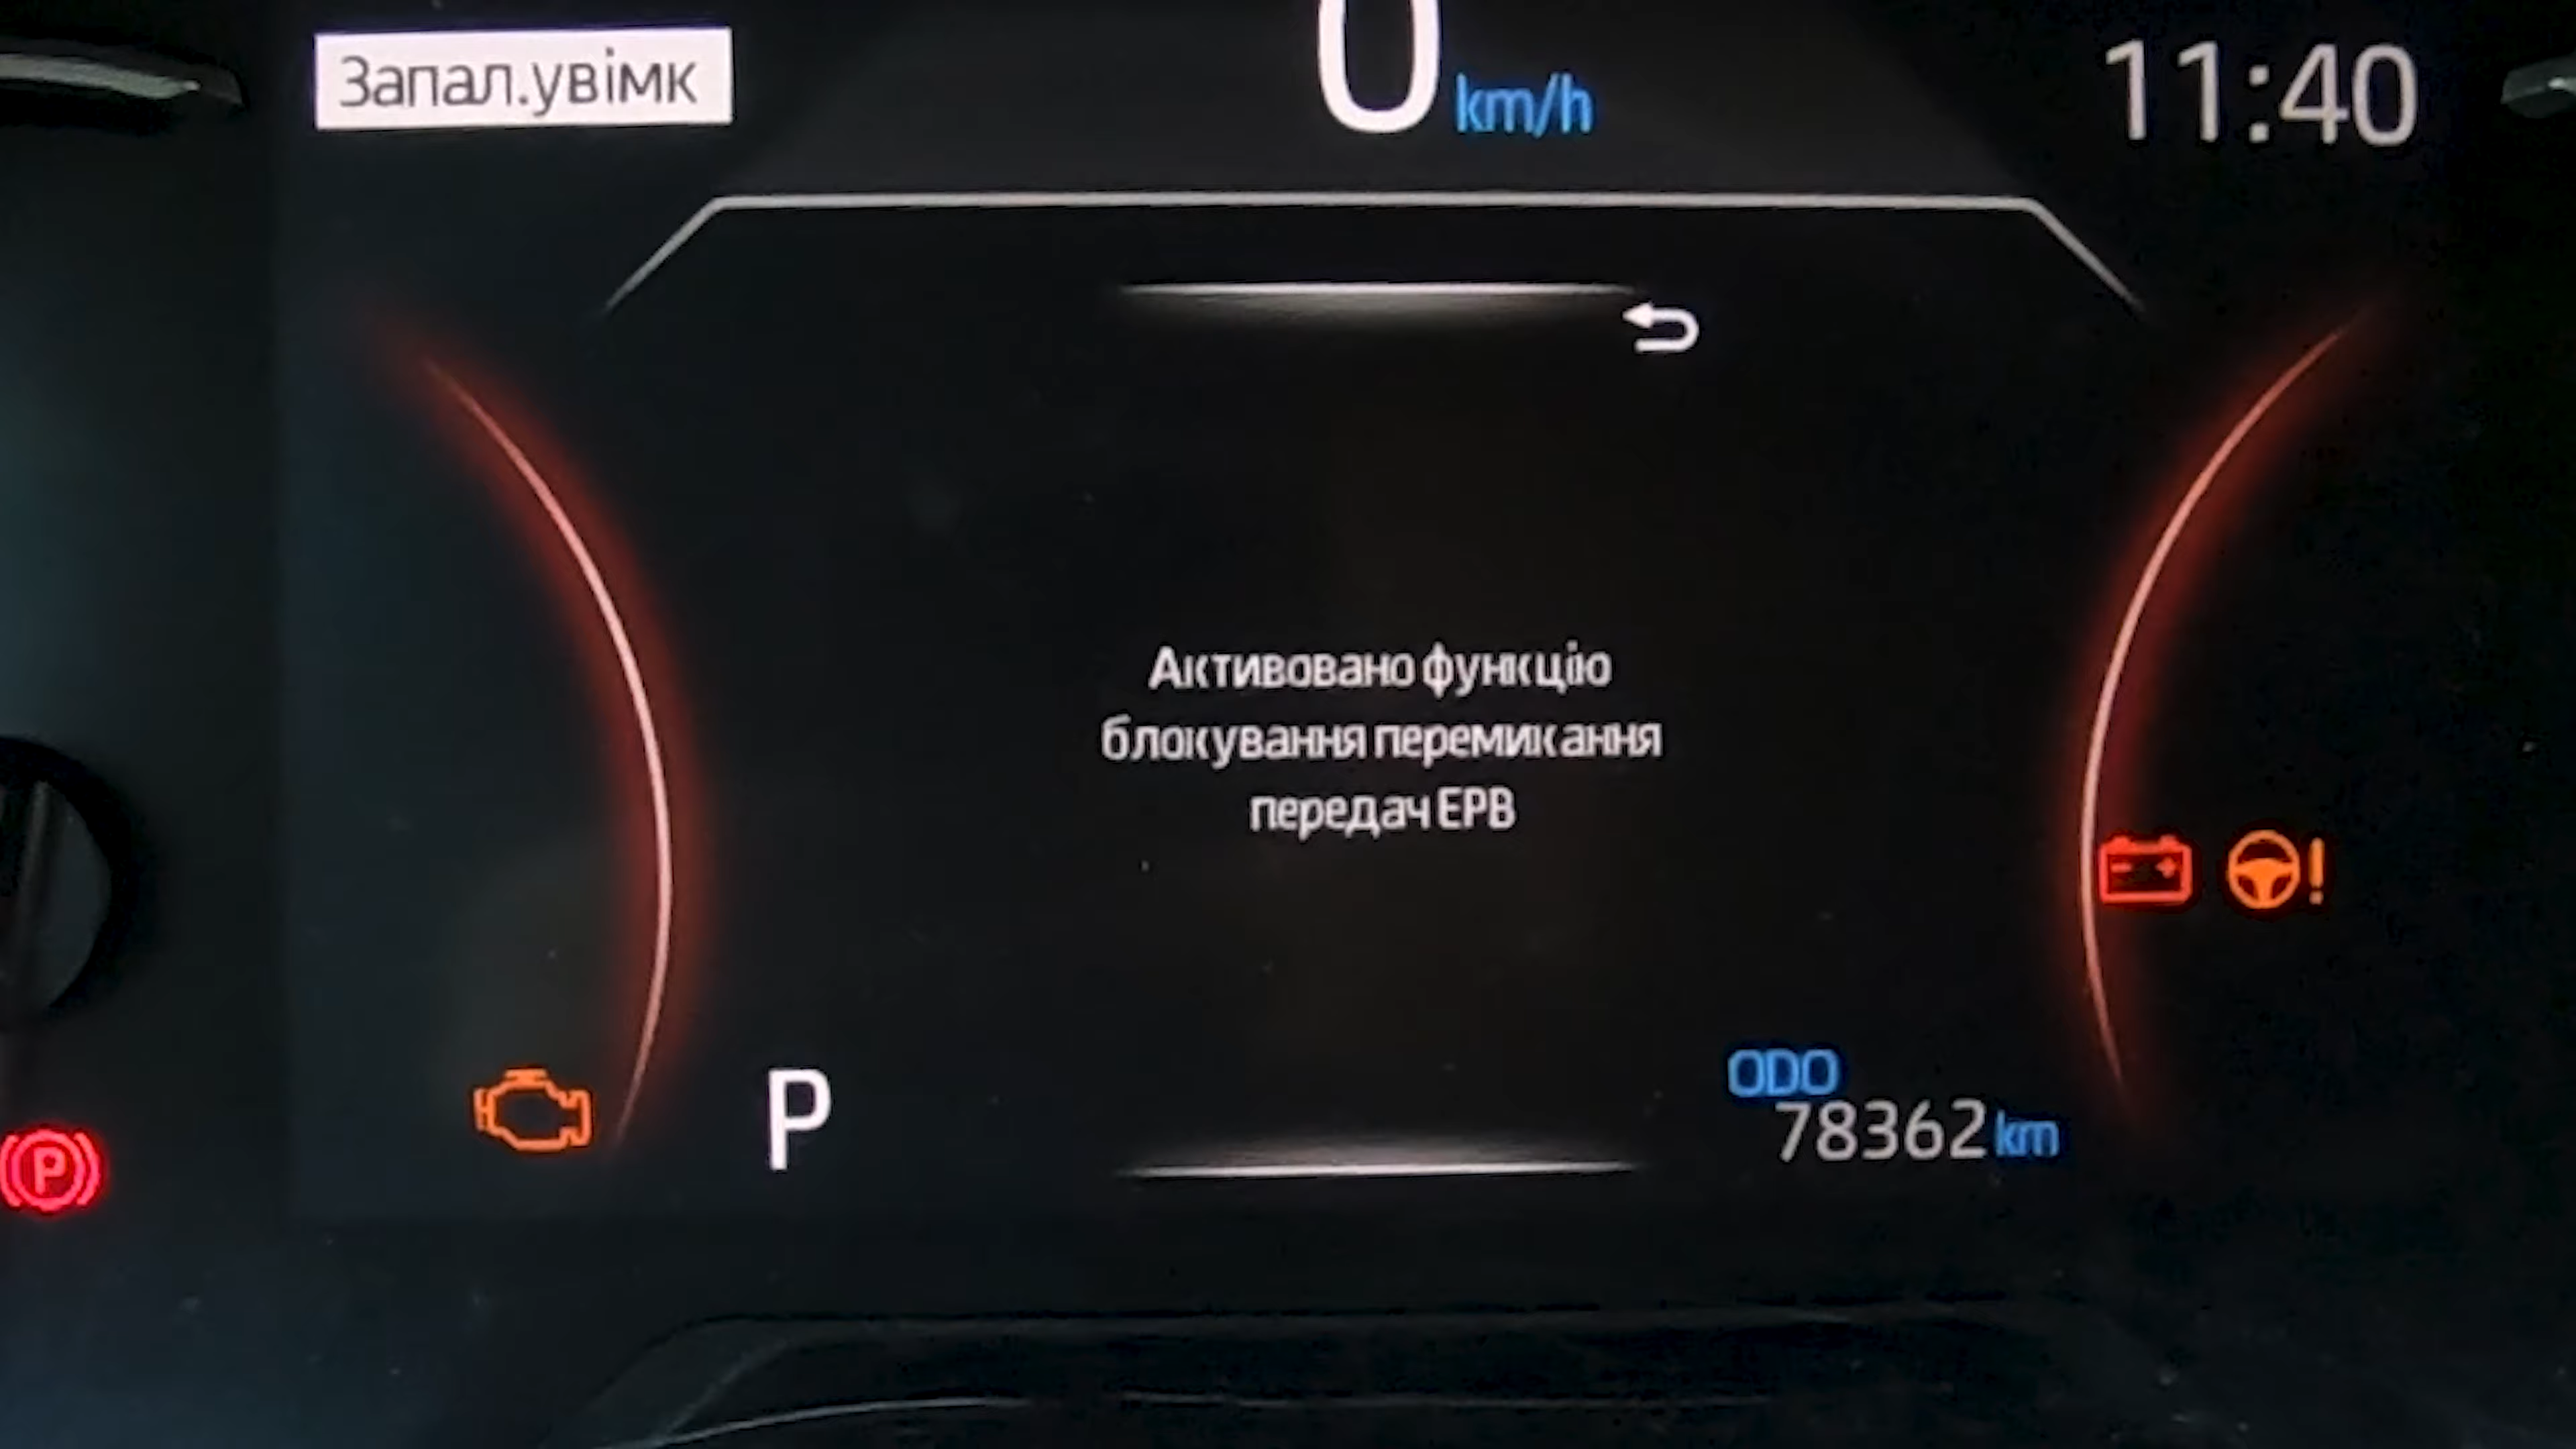 Запал.увімк
0 km/h
11:40
Активовано функцію
блокування перемикання
передач EPB
P
ODO
78362 km
P